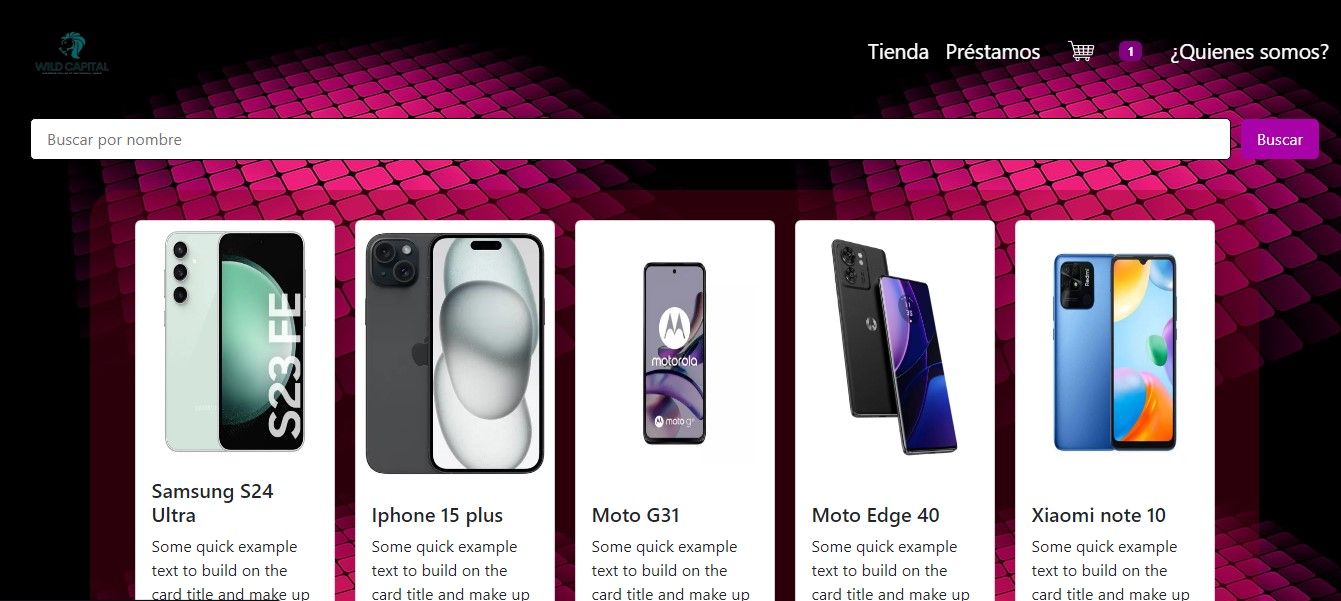 WILD CAPITAL
Tienda Préstamos 1 ¿Quienes somos?
Buscar por nombre
Buscar
S23 FE
motorola
moto g
Redmi
Samsung S24
Ultra
Some quick example
text to build on the
card title and make up
Iphone 15 plus
Some quick example
text to build on the
card title and make up
Moto G31
Some quick example
text to build on the
card title and make up
Moto Edge 40
Some quick example
text to build on the
card title and make up
Xiaomi note 10
Some quick example
text to build on the
card title and make up